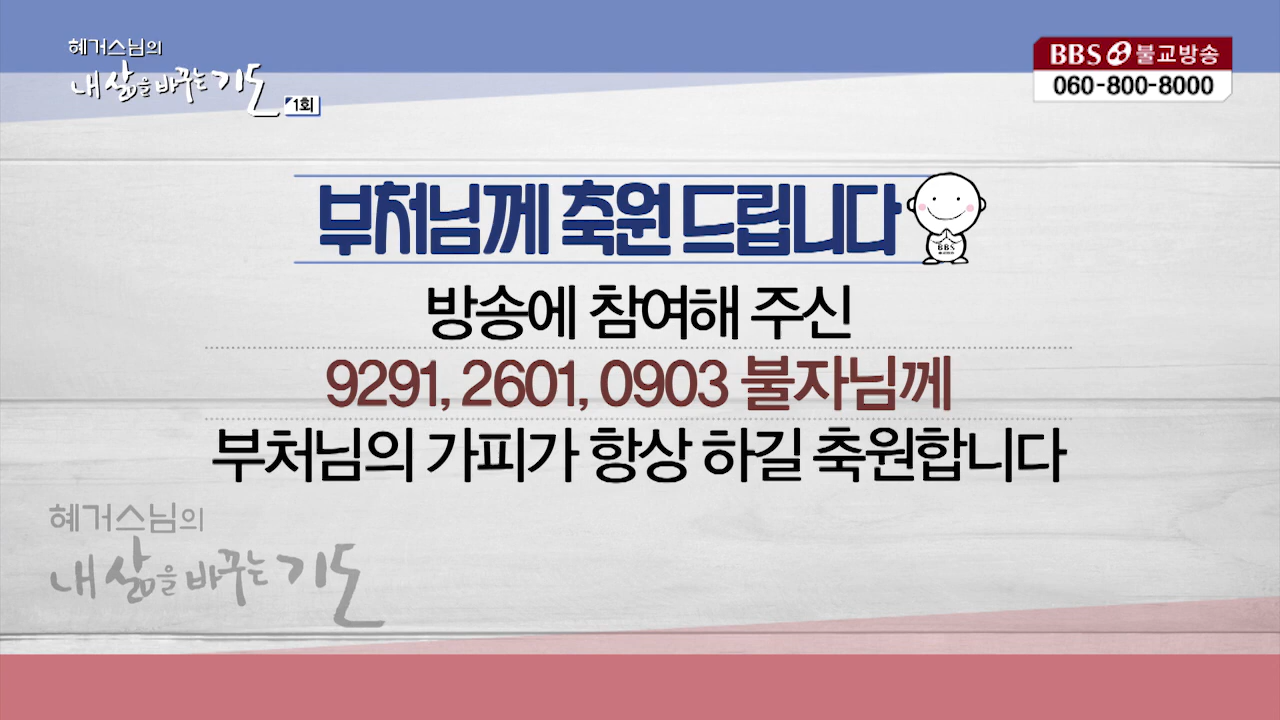 혜거스님의
내 삶을 바꾸는 기도
1회
BBS 불교방송
060-800-8000
부처님께 축원 드립니다
BBS
방송에 참여해 주신
9291, 2601, 0903 불자님께
부처님의 가피가 항상 하길 축원합니다
혜거스님의
내 삶을 바꾸는 기도